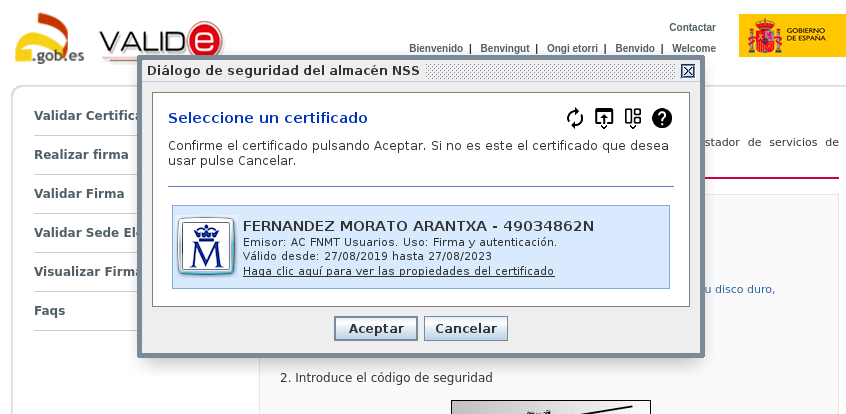 .gob.es
VALIDe
Contactar
Bienvenido | Benvingut | Ongi etorri | Benvido | Welcome
GOBIERNO
DE ESPAÑA
Diálogo de seguridad del almacén NSS
Validar Certifica
Realizar firma
Validar Firma
Validar Sede Ele
Visualizar Firma
Faqs
stador de servicios de
Seleccione un certificado
Confirme el certificado pulsando Aceptar. Si no es este el certificado que desea
usar pulse Cancelar.
FERNANDEZ MORATO ARANTXA - 49034862N
Emisor: AC FNMT Usuarios. Uso: Firma y autenticación.
Válido desde: 27/08/2019 hasta 27/08/2023
Haga clic aquí para ver las propiedades del certificado
u disco duro,
Aceptar
Cancelar
2. Introduce el código de seguridad